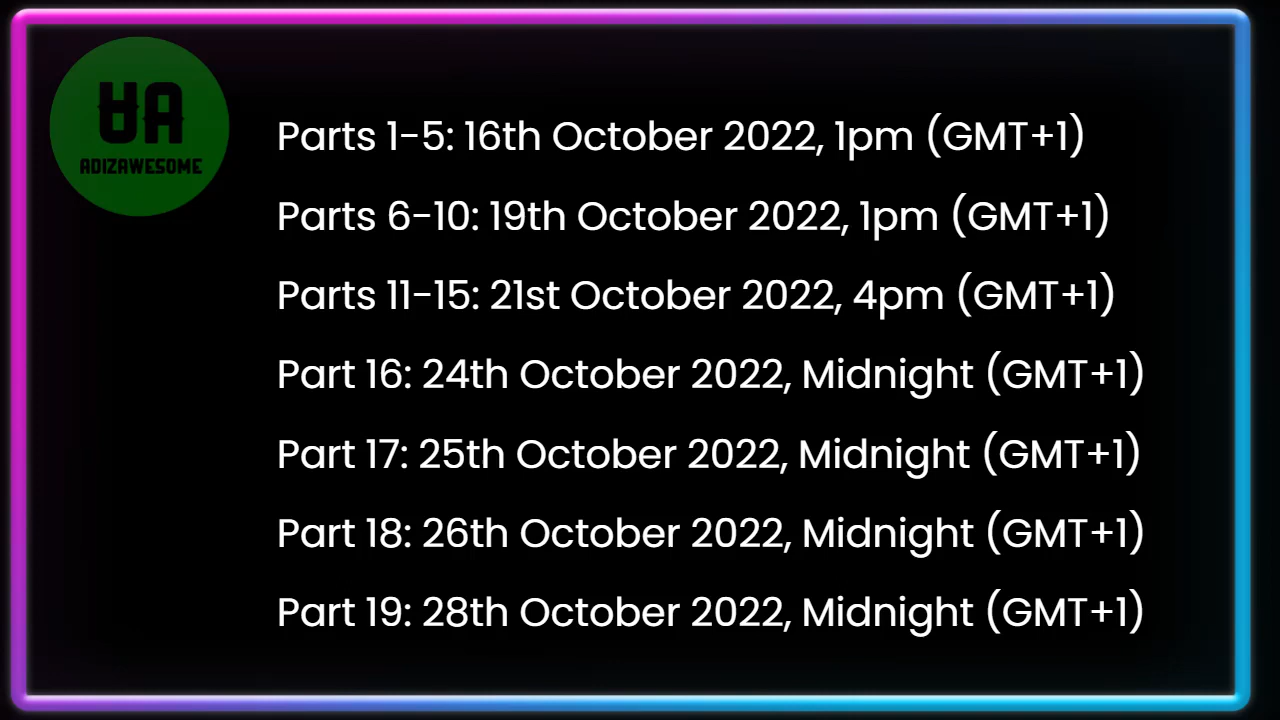 ADIZAWESOME
Parts 1-5: 16th October 2022, 1pm (GMT+1)
Parts 6-10: 19th October 2022, 1pm (GMT+1)
Parts 11-15: 21st October 2022, 4pm (GMT+1)
Part 16: 24th October 2022, Midnight (GMT+1)
Part 17: 25th October 2022, Midnight (GMT+1)
Part 18: 26th October 2022, Midnight (GMT+1)
Part 19: 28th October 2022, Midnight (GMT+1)